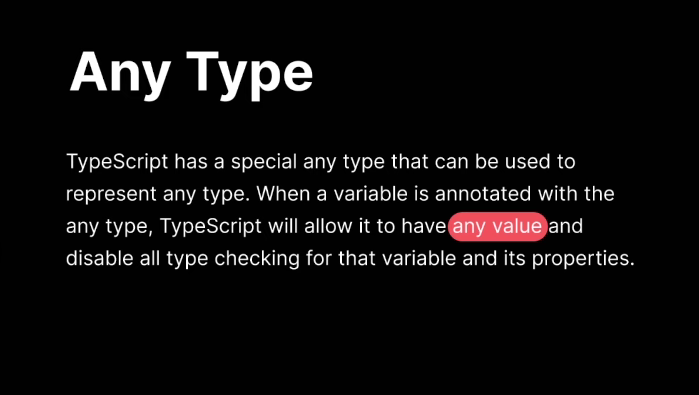 Any Type
TypeScript has a special any type that can be used to
represent any type. When a variable is annotated with the
any type, TypeScript will allow it to have any value and
disable all type checking for that variable and its properties.